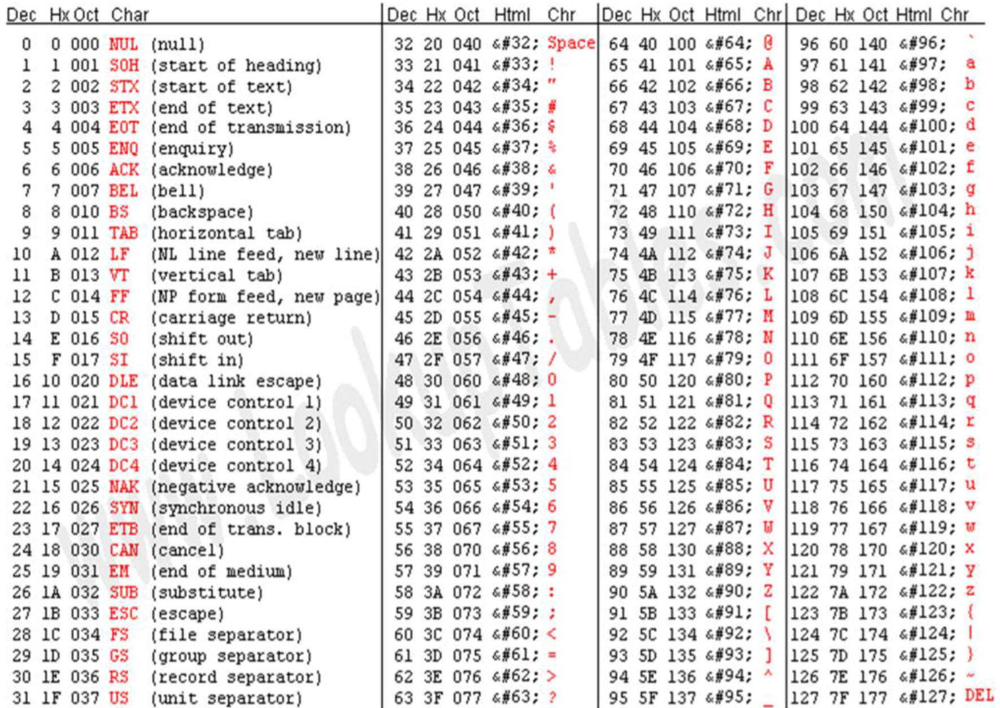 Dec Hx Oct Char Dec Hx Oct Html Chr Dec Hx Oct Html Chr Dec Hx Oct Html Chr
0 0 000 NUL (null) 32 20 040 &#32; Space 64 40 100 &#64; @ 96 60 140 &#96; `
1 1 001 SOH (start of heading) 33 21 041 &#33; ! 65 41 101 &#65; A 97 61 141 &#97; a
2 2 002 STX (start of text) 34 22 042 &#34; " 66 42 102 &#66; B 98 62 142 &#98; b
3 3 003 ETX (end of text) 35 23 043 &#35; # 67 43 103 &#67; C 99 63 143 &#99; c
4 4 004 EOT (end of transmission) 36 24 044 &#36; $ 68 44 104 &#68; D 100 64 144 &#100; d
5 5 005 ENQ (enquiry) 37 25 045 &#37; % 69 45 105 &#69; E 101 65 145 &#101; e
6 6 006 ACK (acknowledge) 38 26 046 &#38; & 70 46 106 &#70; F 102 66 146 &#102; f
7 7 007 BEL (bell) 39 27 047 &#39; ' 71 47 107 &#71; G 103 67 147 &#103; g
8 8 010 BS (backspace) 40 28 050 &#40; ( 72 48 110 &#72; H 104 68 150 &#104; h
9 9 011 TAB (horizontal tab) 41 29 051 &#41; ) 73 49 111 &#73; I 105 69 151 &#105; i
10 A 012 LF (NL line feed, new line) 42 2A 052 &#42; * 74 4A 112 &#74; J 106 6A 152 &#106; j
11 B 013 VT (vertical tab) 43 2B 053 &#43; + 75 4B 113 &#75; K 107 6B 153 &#107; k
12 C 014 FF (NP form feed, new page) 44 2C 054 &#44; , 76 4C 114 &#76; L 108 6C 154 &#108; l
13 D 015 CR (carriage return) 45 2D 055 &#45; - 77 4D 115 &#77; M 109 6D 155 &#109; m
14 E 016 SO (shift out) 46 2E 056 &#46; . 78 4E 116 &#78; N 110 6E 156 &#110; n
15 F 017 SI (shift in) 47 2F 057 &#47; / 79 4F 117 &#79; O 111 6F 157 &#111; o
16 10 020 DLE (data link escape) 48 30 060 &#48; 0 80 50 120 &#80; P 112 70 160 &#112; p
17 11 021 DC1 (device control 1) 49 31 061 &#49; 1 81 51 121 &#81; Q 113 71 161 &#113; q
18 12 022 DC2 (device control 2) 50 32 062 &#50; 2 82 52 122 &#82; R 114 72 162 &#114; r
19 13 023 DC3 (device control 3) 51 33 063 &#51; 3 83 53 123 &#83; S 115 73 163 &#115; s
20 14 024 DC4 (device control 4) 52 34 064 &#52; 4 84 54 124 &#84; T 116 74 164 &#116; t
21 15 025 NAK (negative acknowledge) 53 35 065 &#53; 5 85 55 125 &#85; U 117 75 165 &#117; u
22 16 026 SYN (synchronous idle) 54 36 066 &#54; 6 86 56 126 &#86; V 118 76 166 &#118; v
23 17 027 ETB (end of trans. block) 55 37 067 &#55; 7 87 57 127 &#87; W 119 77 167 &#119; w
24 18 030 CAN (cancel) 56 38 070 &#56; 8 88 58 130 &#88; X 120 78 170 &#120; x
25 19 031 EM (end of medium) 57 39 071 &#57; 9 89 59 131 &#89; Y 121 79 171 &#121; y
26 1A 032 SUB (substitute) 58 3A 072 &#58; : 90 5A 132 &#90; Z 122 7A 172 &#122; z
27 1B 033 ESC (escape) 59 3B 073 &#59; ; 91 5B 133 &#91; [ 123 7B 173 &#123; {
28 1C 034 FS (file separator) 60 3C 074 &#60; < 92 5C 134 &#92; \ 124 7C 174 &#124; |
29 1D 035 GS (group separator) 61 3D 075 &#61; = 93 5D 135 &#93; ] 125 7D 175 &#125; }
30 1E 036 RS (record separator) 62 3E 076 &#62; > 94 5E 136 &#94; ^ 126 7E 176 &#126; ~
31 1F 037 US (unit separator) 63 3F 077 &#63; ? 95 5F 137 &#95; _ 127 7F 177 &#127; DEL
www.LookupTables.com